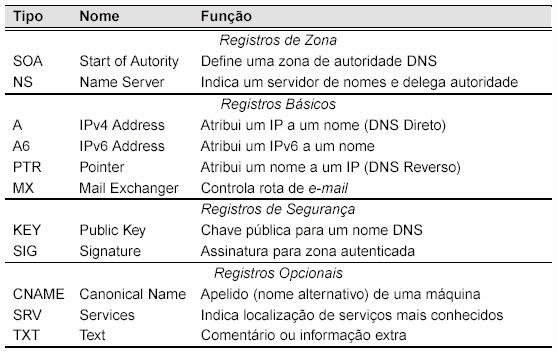 Tipo Nome Função
Registros de Zona
SOA Start of Autority Define uma zona de autoridade DNS
NS Name Server Indica um servidor de nomes e delega autoridade
Registros Básicos
A IPv4 Address Atribui um IP a um nome (DNS Direto)
A6 IPv6 Address Atribui um IPv6 a um nome
PTR Pointer Atribui um nome a um IP (DNS Reverso)
MX Mail Exchanger Controla rota de e-mail
Registros de Segurança
KEY Public Key Chave pública para um nome DNS
SIG Signature Assinatura para zona autenticada
Registros Opcionais
CNAME Canonical Name Apelido (nome alternativo) de uma máquina
SRV Services Indica localização de serviços mais conhecidos
TXT Text Comentário ou informação extra